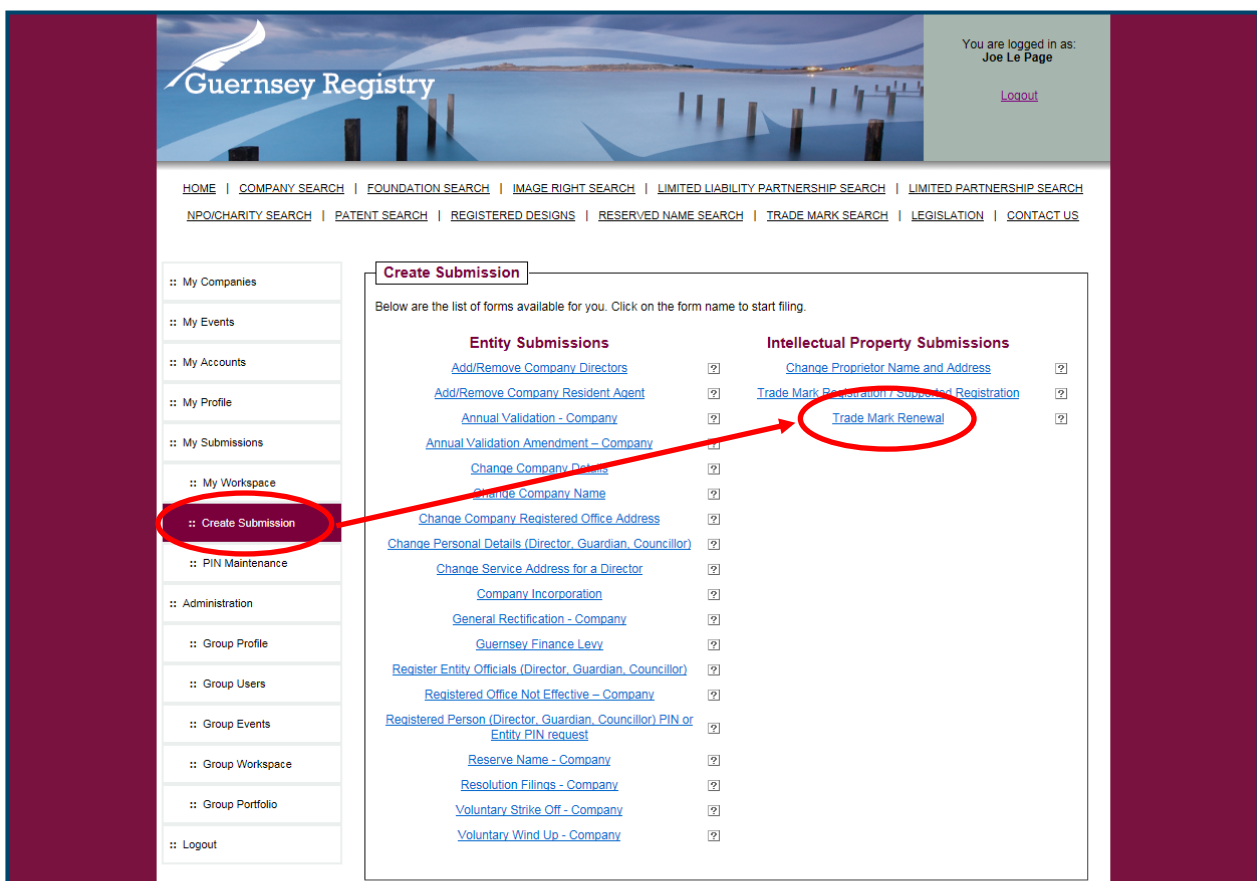 Guernsey Registry
You are logged in as:
Joe Le Page
Logout
HOME | COMPANY SEARCH | FOUNDATION SEARCH | IMAGE RIGHT SEARCH | LIMITED LIABILITY PARTNERSHIP SEARCH | LIMITED PARTNERSHIP SEARCH
NPO/CHARITY SEARCH | PATENT SEARCH | REGISTERED DESIGNS | RESERVED NAME SEARCH | TRADE MARK SEARCH | LEGISLATION | CONTACT US
:: My Companies
:: My Events
:: My Accounts
:: My Profile
:: My Submissions
:: My Workspace
:: Create Submission
:: PIN Maintenance
:: Administration
:: Group Profile
:: Group Users
:: Group Events
:: Group Workspace
:: Group Portfolio
:: Logout
Create Submission
Below are the list of forms available for you. Click on the form name to start filing.
Entity Submissions
Add/Remove Company Directors ?
Add/Remove Company Resident Agent ?
Annual Validation - Company ?
Annual Validation Amendment – Company ?
Change Company Details ?
Change Company Name ?
Change Company Registered Office Address ?
Change Personal Details (Director, Guardian, Councillor) ?
Change Service Address for a Director ?
Company Incorporation ?
General Rectification - Company ?
Guernsey Finance Levy ?
Register Entity Officials (Director, Guardian, Councillor) ?
Registered Office Not Effective – Company ?
Registered Person (Director, Guardian, Councillor) PIN or
Entity PIN request ?
Reserve Name - Company ?
Resolution Filings - Company ?
Voluntary Strike Off - Company ?
Voluntary Wind Up - Company ?
Intellectual Property Submissions
Change Proprietor Name and Address ?
Trade Mark Registration / Supported Registration ?
Trade Mark Renewal ?